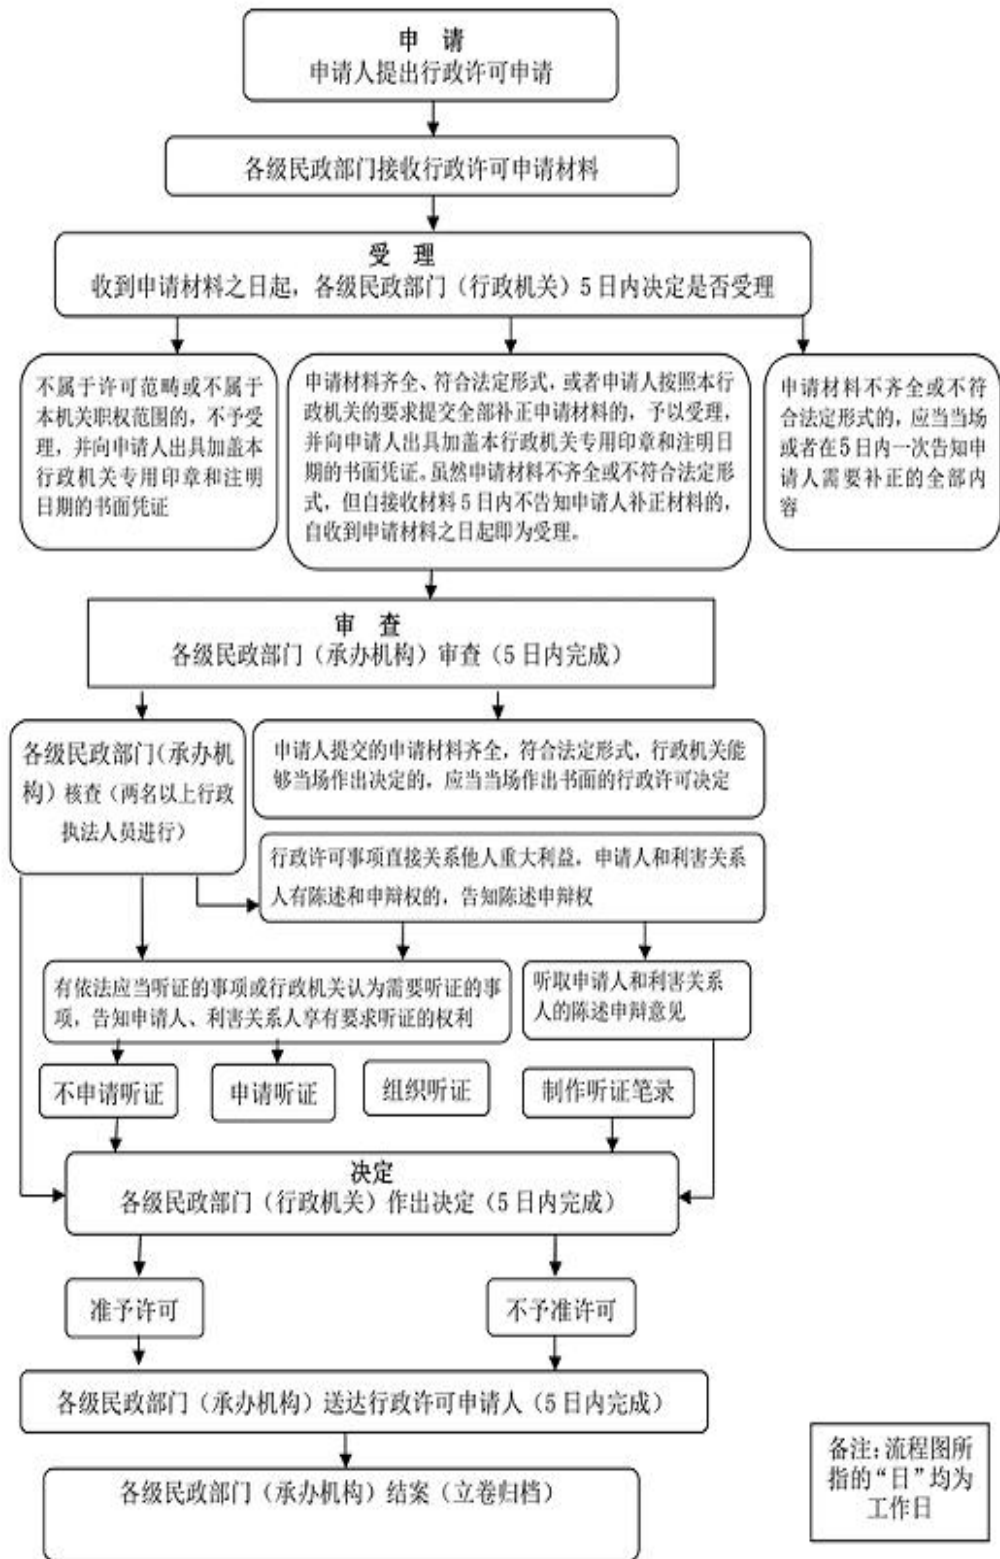 申 请
申请人提出行政许可申请
各级民政部门接收行政许可申请材料
受 理
收到申请材料之日起，各级民政部门（行政机关）5日内决定是否受理
不属于许可范畴或不属于
本机关职权范围的，不予受
理，并向申请人出具加盖本
行政机关专用印章和注明
日期的书面凭证
申请材料齐全、符合法定形式，或者申请人按照本行
政机关的要求提交全部补正申请材料的，予以受理，
并向申请人出具加盖本行政机关专用印章和注明日
期的书面凭证。虽然申请材料不齐全或不符合法定形
式，但自接收材料5日内不告知申请人补正材料的，
自收到申请材料之日起即为受理。
申请材料不齐全或不符
合法定形式的，应当当场
或者在5日内一次告知申
请人需要补正的全部内
容
审 查
各级民政部门（承办机构）审查（5日内完成）
各级民政部门（承办机
构）核查（两名以上行政
执法人员进行）
申请人提交的申请材料齐全，符合法定形式，行政机关能
够当场作出决定的，应当当场作出书面的行政许可决定
行政许可事项直接关系他人重大利益，申请人和利害关系
人有陈述和申辩权的，告知陈述申辩权
有依法应当听证的事项或行政机关认为需要听证的事
项，告知申请人、利害关系人享有要求听证的权利
听取申请人和利害关系
人的陈述申辩意见
不申请听证
申请听证
组织听证
制作听证笔录
决定
各级民政部门（行政机关）作出决定（5日内完成）
准予许可
不予准许可
各级民政部门（承办机构）送达行政许可申请人（5日内完成）
各级民政部门（承办机构）结案（立卷归档）
备注：流程图所
指的“日”均为
工作日